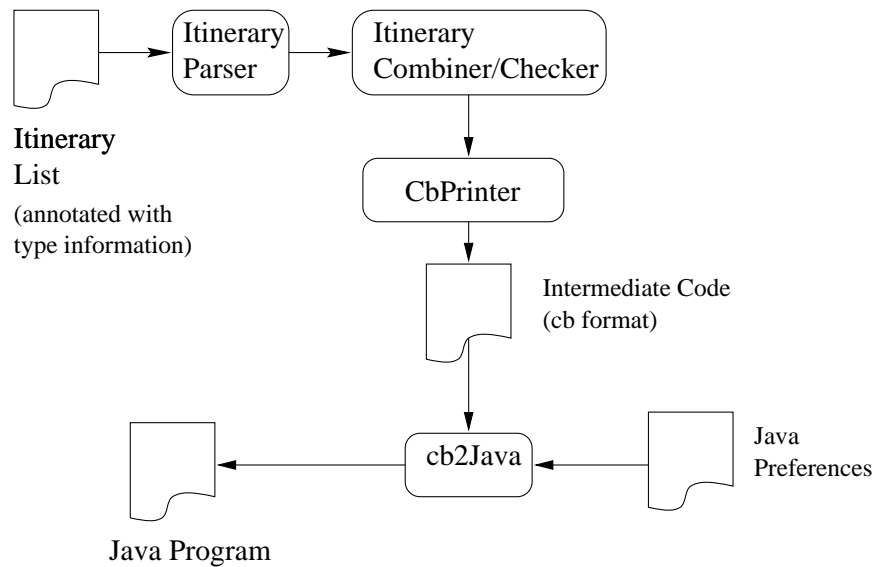 Itinerary
Parser
Itinerary
Combiner/Checker
Itinerary
List
(annotated with
type information)
CbPrinter
Intermediate Code
(cb format)
cb2Java
Java
Preferences
Java Program